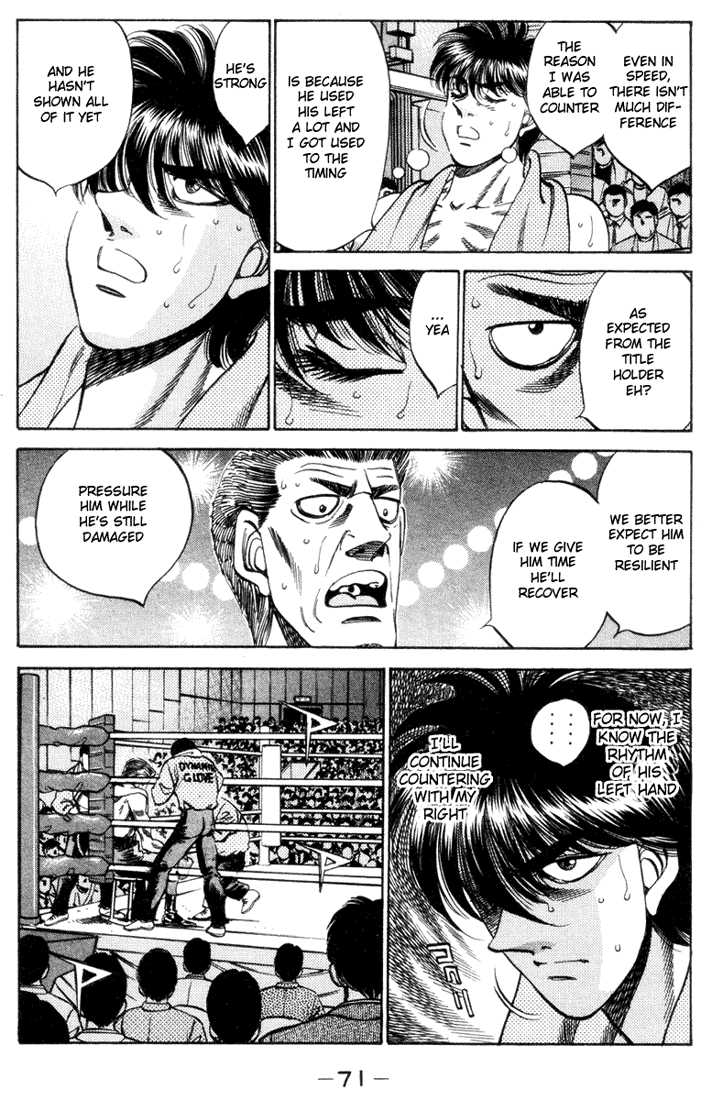 EVEN IN
SPEED,
THERE ISN'T
MUCH DIF-
FERENCE
THE
REASON
I WAS
ABLE TO
COUNTER
IS BECAUSE
HE USED
HIS LEFT
A LOT AND
I GOT USED
TO THE
TIMING
HE'S
STRONG
AND HE
HASN'T
SHOWN ALL
OF IT YET
AS
EXPECTED
FROM THE
TITLE
HOLDER
EH?
...
YEA
WE BETTER
EXPECT HIM
TO BE
RESILIENT
IF WE GIVE
HIM TIME
HE'LL
RECOVER
PRESSURE
HIM WHILE
HE'S STILL
DAMAGED
FOR NOW, I
KNOW THE
RHYTHM
OF HIS
LEFT HAND
......
I'LL
CONTINUE
COUNTERING
WITH MY
RIGHT
DYNAMIC
GLOVE
-71-